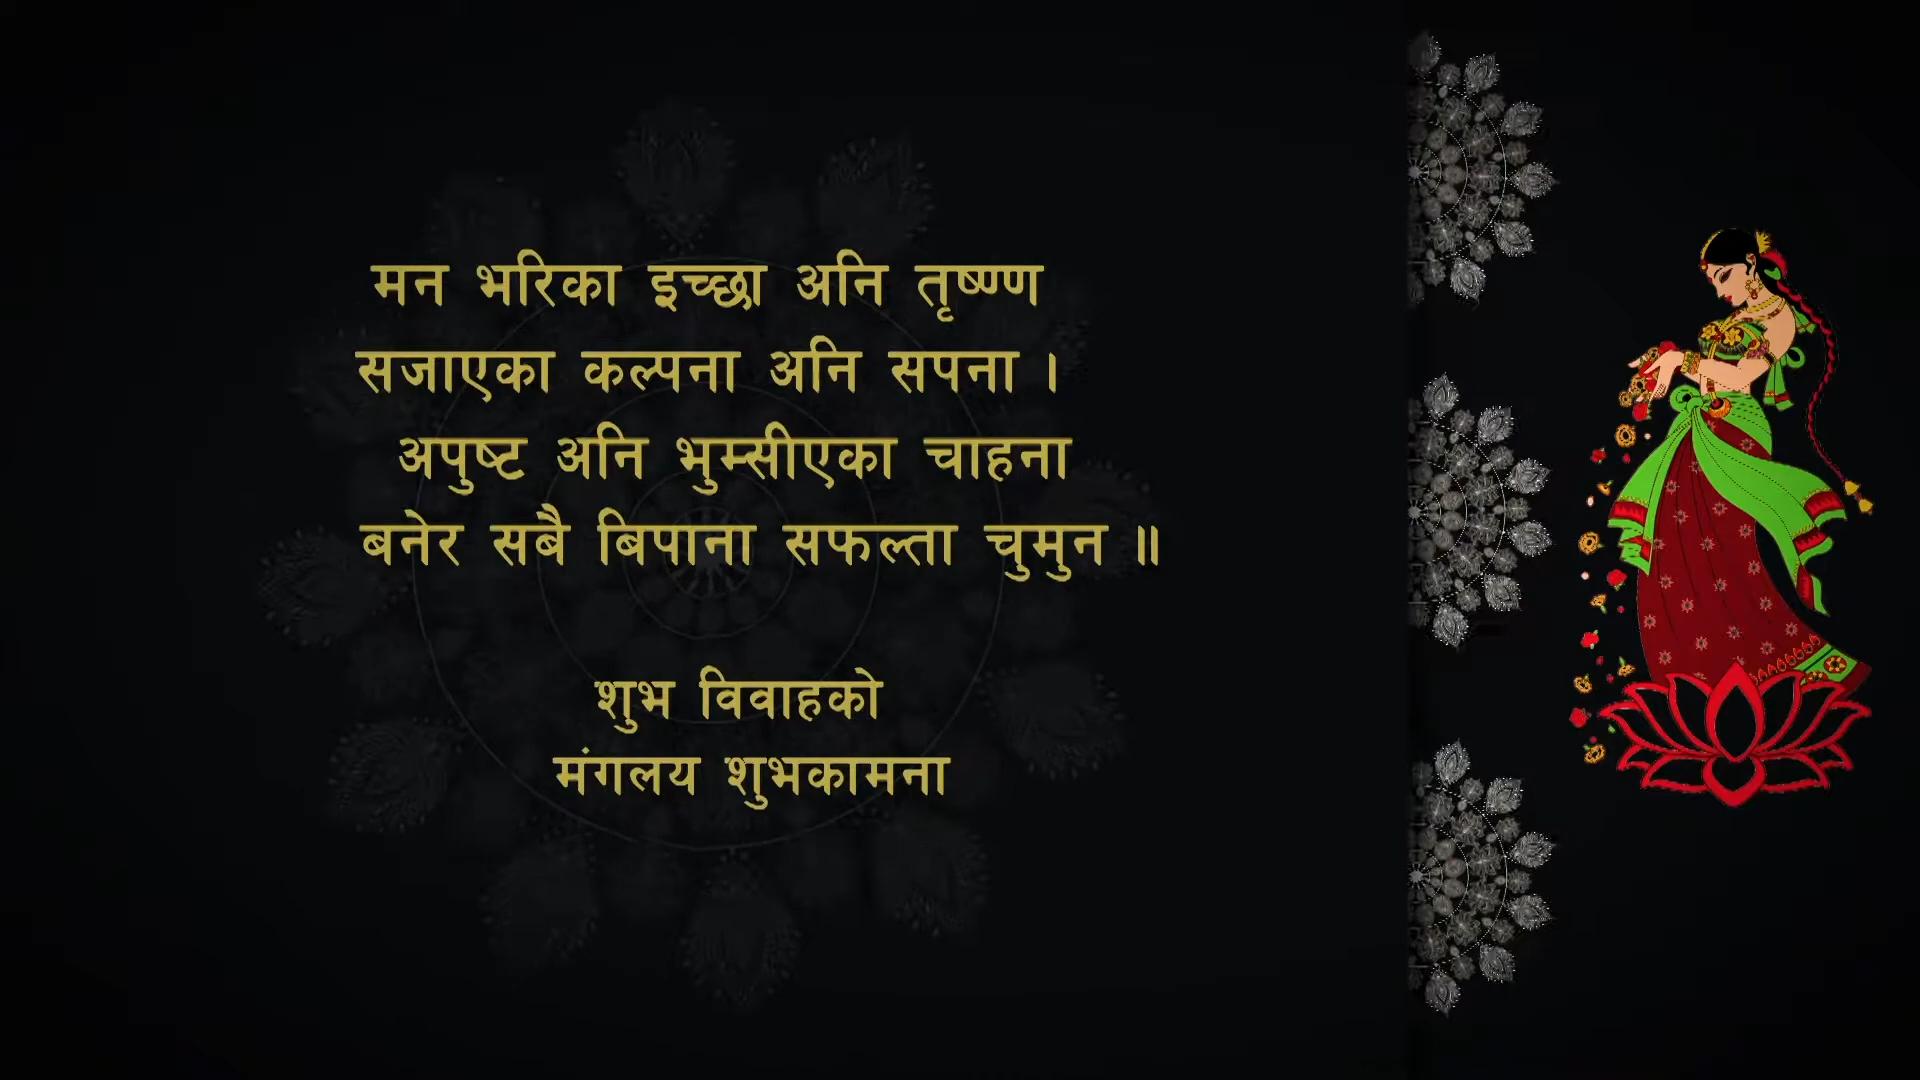 मन भरिका इच्छा अनि तृष्ण्ण
सजाएका कल्पना अनि सपना ।
अपुष्ट अनि भुम्सीएका चाहना
बनेर सबै बिपाना सफल्ता चुमुन ॥
शुभ विवाहको
मंगलय शुभकामना